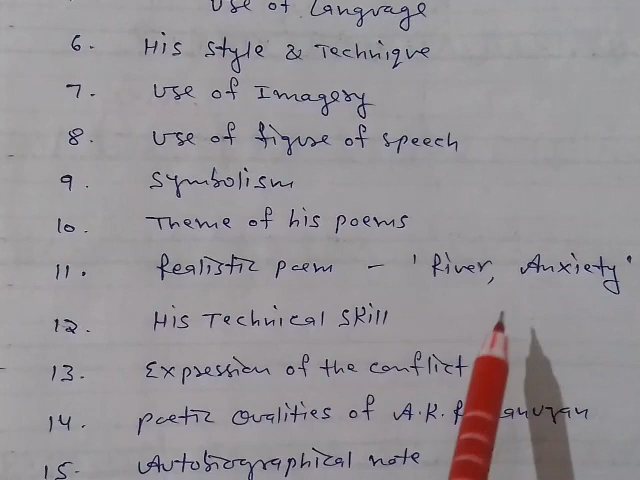 Use of Language
6. His Style & Technique
7. Use of Imagery
8. Use of figure of speech
9. Symbolism
10. Theme of his poems
11. Realistic poem - 'River, Anxiety'
12. His Technical Skill
13. Expression of the conflict
14. Poetic Qualities of A.K.
15. Autobiographical note